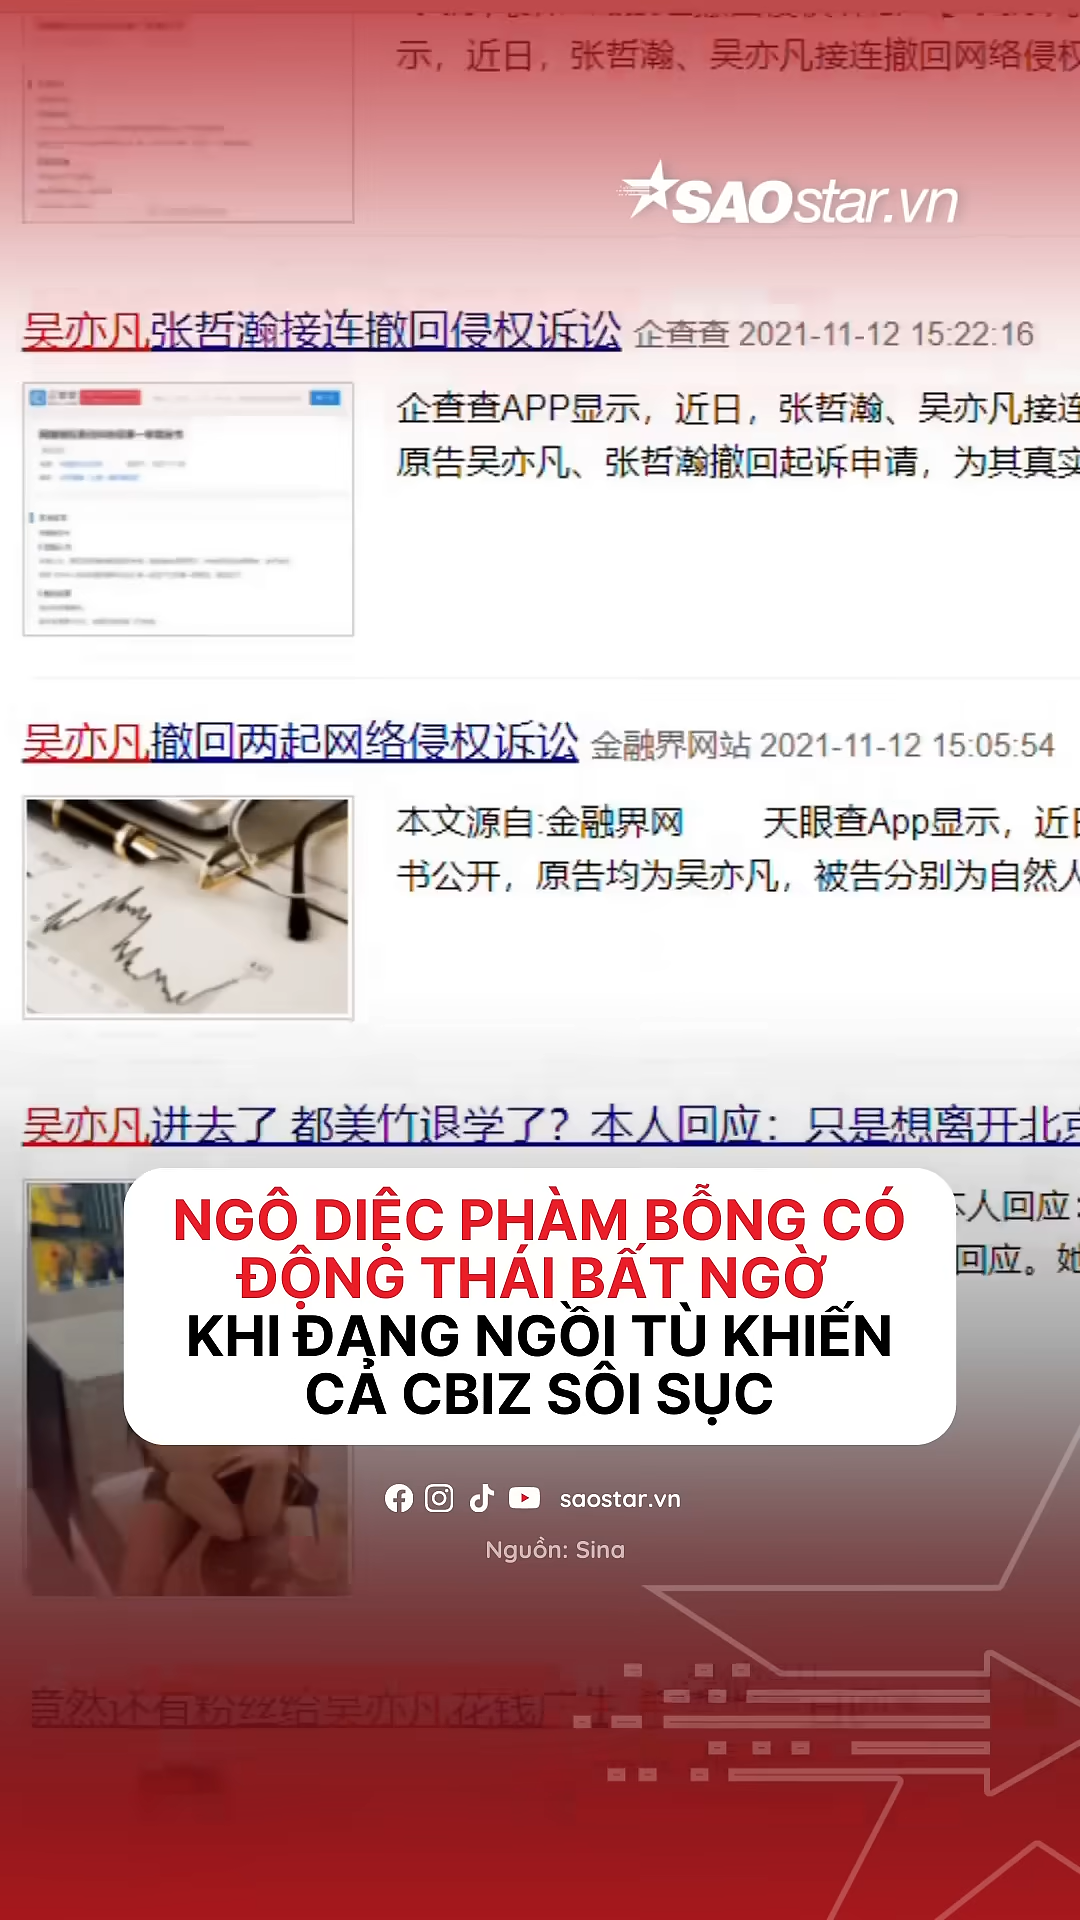 示，近日，张哲瀚、吴亦凡接连撤回网络侵权
SAOstar.vn
吴亦凡张哲瀚接连撤回侵权诉讼 企查查 2021-11-12 15:22:16
企查查APP显示，近日，张哲瀚、吴亦凡接连
原告吴亦凡、张哲瀚撤回起诉申请，为其真实
吴亦凡撤回两起网络侵权诉讼 金融界网站 2021-11-12 15:05:54
本文源自:金融界网 天眼查App显示，近日
书公开，原告均为吴亦凡，被告分别为自然人
吴亦凡进去了 都美竹退学了？本人回应：只是想离开北京
本人回应：
回应。她
NGÔ DIỆC PHÀM BỖNG CÓ
ĐỘNG THÁI BẤT NGỜ
KHI ĐANG NGỒI TÙ KHIẾN
CẢ CBIZ SÔI SỤC
saostar.vn
Nguồn: Sina
竟然还有粉丝给吴亦凡花钱广